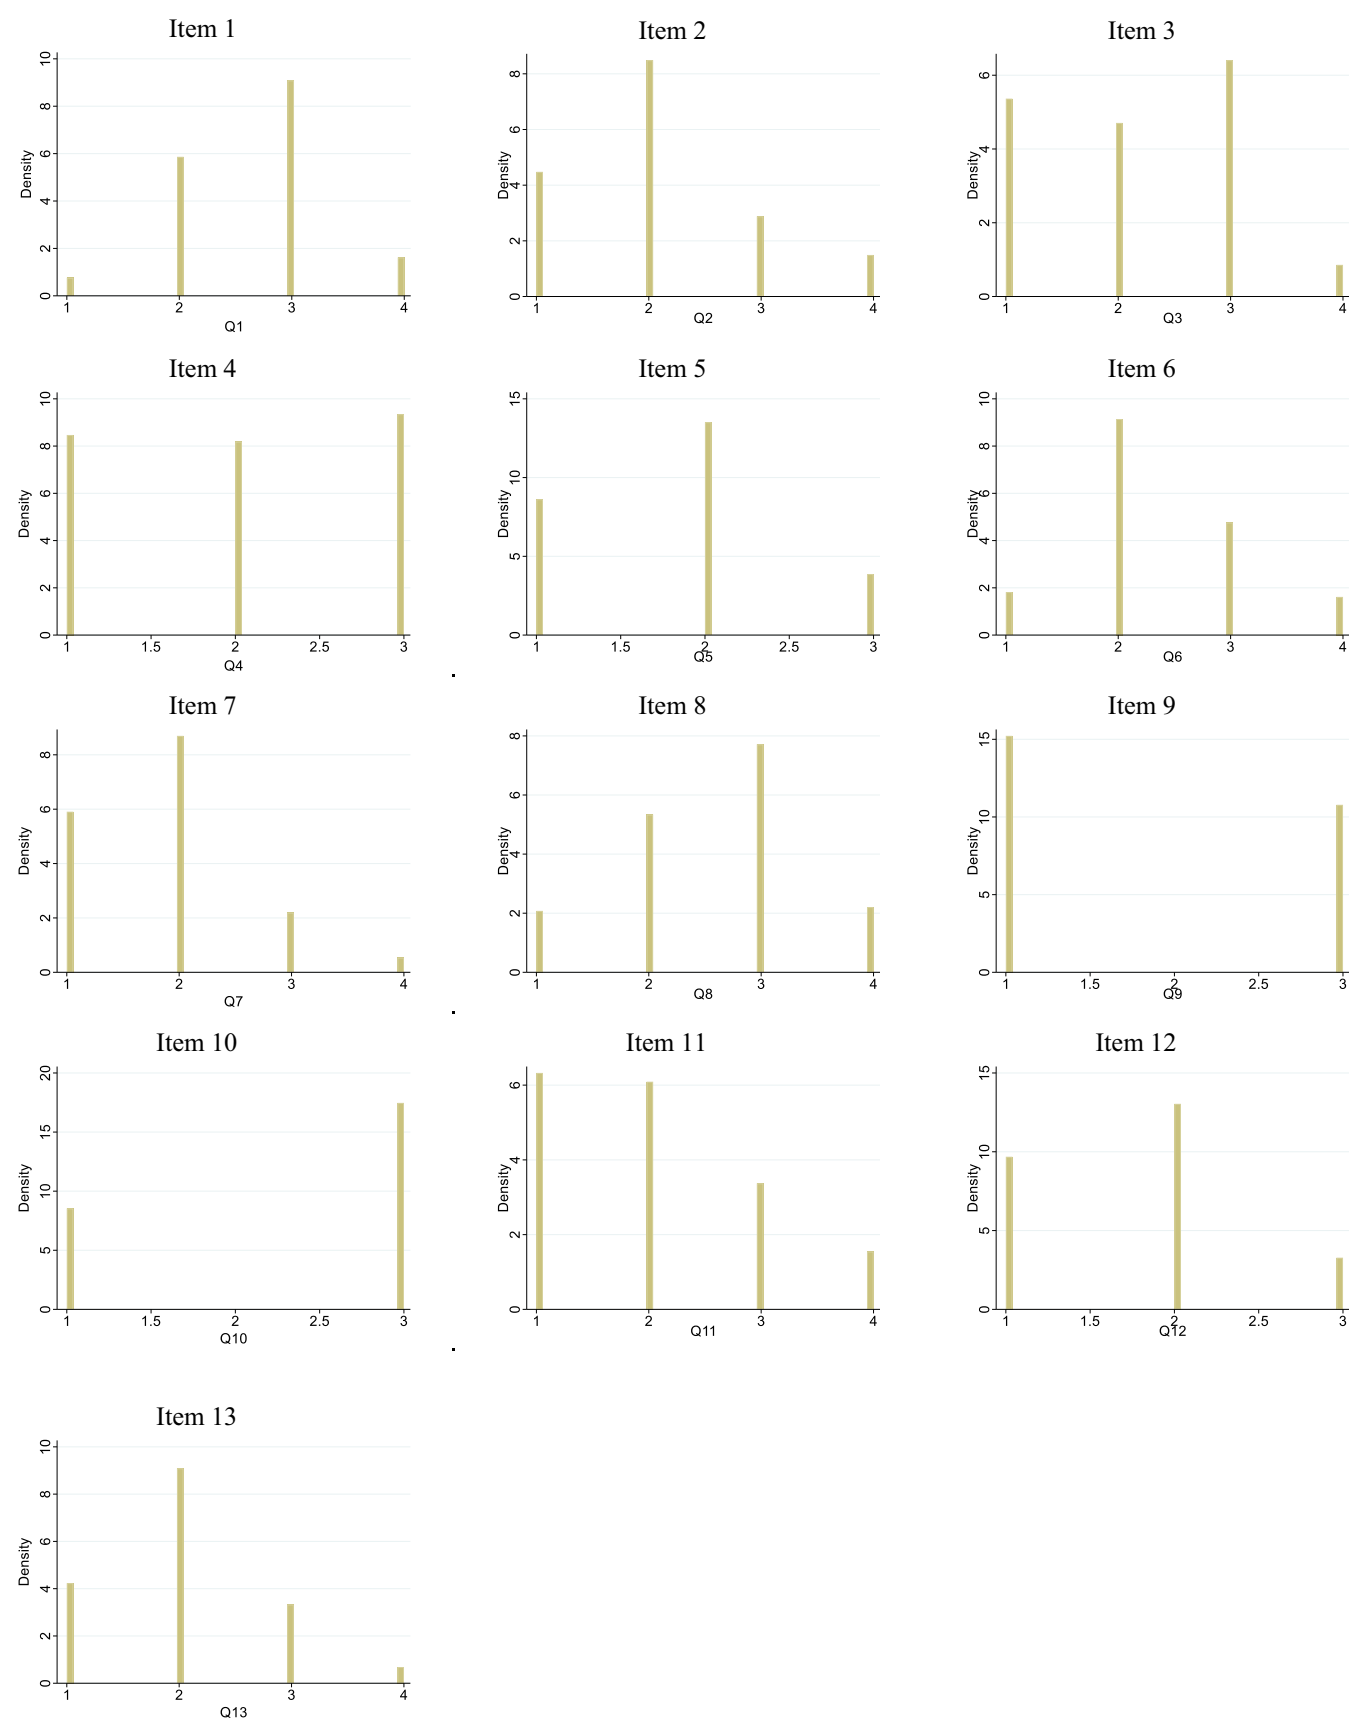 Item 1
Item 2
Item 3
Density
0 2 4 6 8 10
1 2 3 4
Q1
Density
0 2 4 6 8
1 2 3 4
Q2
Density
0 2 4 6
1 2 3 4
Q3
Item 4
Item 5
Item 6
Density
0 2 4 6 8 10
1 1.5 2 2.5 3
Q4
Density
0 5 10 15
1 1.5 2 2.5 3
Q5
Density
0 2 4 6 8 10
1 2 3 4
Q6
Item 7
Item 8
Item 9
Density
0 2 4 6 8
1 2 3 4
Q7
Density
0 2 4 6 8
1 2 3 4
Q8
Density
0 5 10 15
1 1.5 2 2.5 3
Q9
Item 10
Item 11
Item 12
Density
0 5 10 15 20
1 1.5 2 2.5 3
Q10
Density
0 2 4 6
1 2 3 4
Q11
Density
0 5 10 15
1 1.5 2 2.5 3
Q12
Item 13
Density
0 2 4 6 8 10
1 2 3 4
Q13